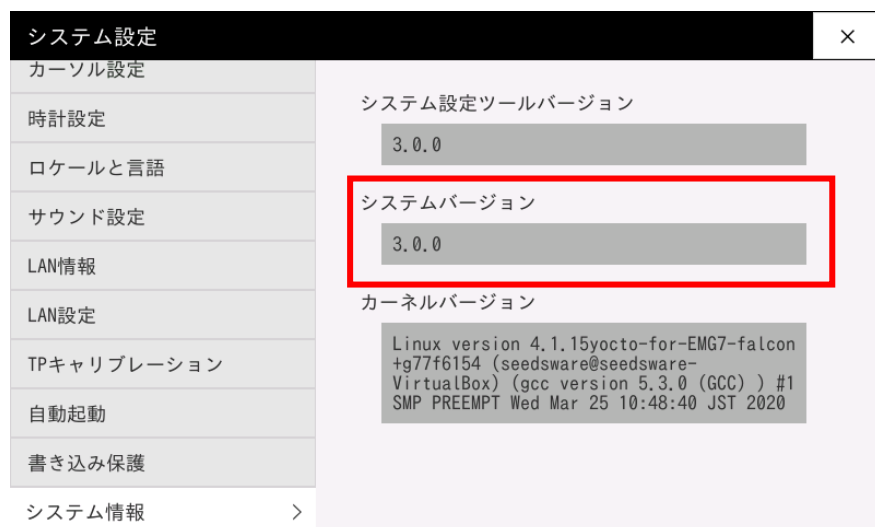 システム設定
×
カーソル設定
時計設定
ロケールと言語
サウンド設定
LAN情報
LAN設定
TPキャリブレーション
自動起動
書き込み保護
システム情報 >
システム設定ツールバージョン
3.0.0
システムバージョン
3.0.0
カーネルバージョン
Linux version 4.1.15yocto-for-EMG7-falcon
+g77f6154 (seedsware@seedsware-
VirtualBox) (gcc version 5.3.0 (GCC) ) #1
SMP PREEMPT Wed Mar 25 10:48:40 JST 2020